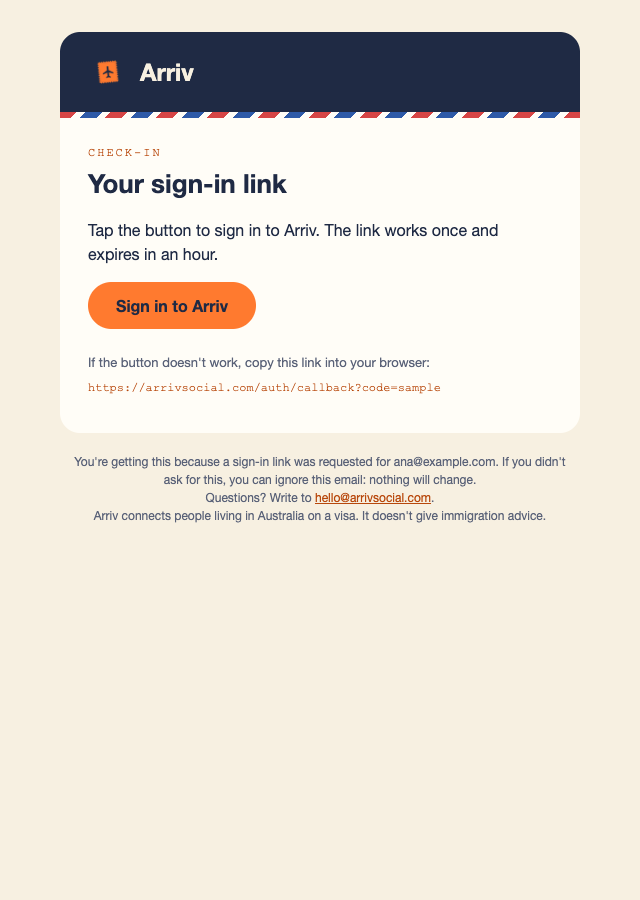 Arriv
CHECK-IN
Your sign-in link
Tap the button to sign in to Arriv. The link works once and
expires in an hour.
Sign in to Arriv
If the button doesn't work, copy this link into your browser:
https://arrivsocial.com/auth/callback?code=sample
You're getting this because a sign-in link was requested for ana@example.com. If you didn't
ask for this, you can ignore this email: nothing will change.
Questions? Write to hello@arrivsocial.com.
Arriv connects people living in Australia on a visa. It doesn't give immigration advice.